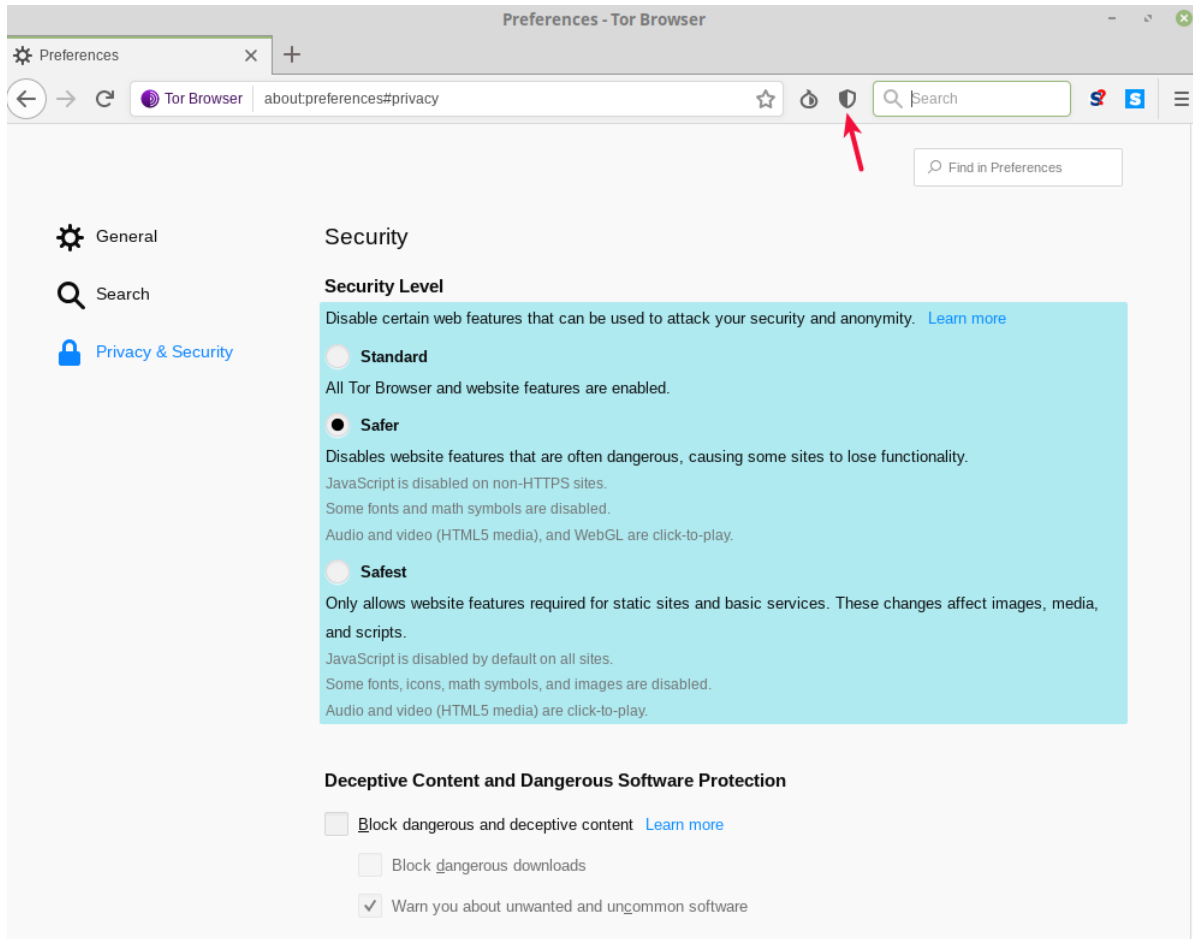 Preferences - Tor Browser
Preferences
Tor Browser about:preferences#privacy Search
Find in Preferences
General
Search
Privacy & Security
Security
Security Level
Disable certain web features that can be used to attack your security and anonymity. Learn more
Standard
All Tor Browser and website features are enabled.
Safer
Disables website features that are often dangerous, causing some sites to lose functionality.
JavaScript is disabled on non-HTTPS sites.
Some fonts and math symbols are disabled.
Audio and video (HTML5 media), and WebGL are click-to-play.
Safest
Only allows website features required for static sites and basic services. These changes affect images, media,
and scripts.
JavaScript is disabled by default on all sites.
Some fonts, icons, math symbols, and images are disabled.
Audio and video (HTML5 media) are click-to-play.
Deceptive Content and Dangerous Software Protection
Block dangerous and deceptive content Learn more
Block dangerous downloads
Warn you about unwanted and uncommon software